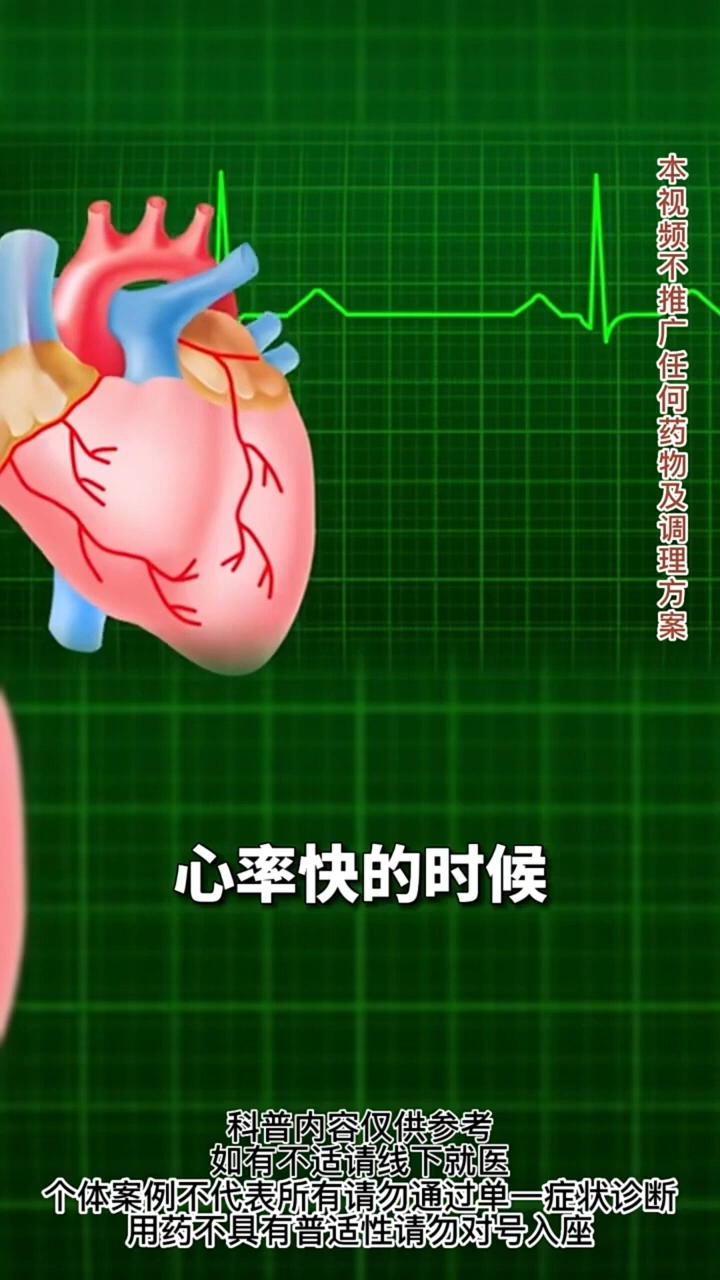 本视频不推广任何药物及调理方案
心率快的时候
科普内容仅供参考
如有不适请线下就医
个体案例不代表所有请勿通过单一症状诊断
用药不具有普适性请勿对号入座